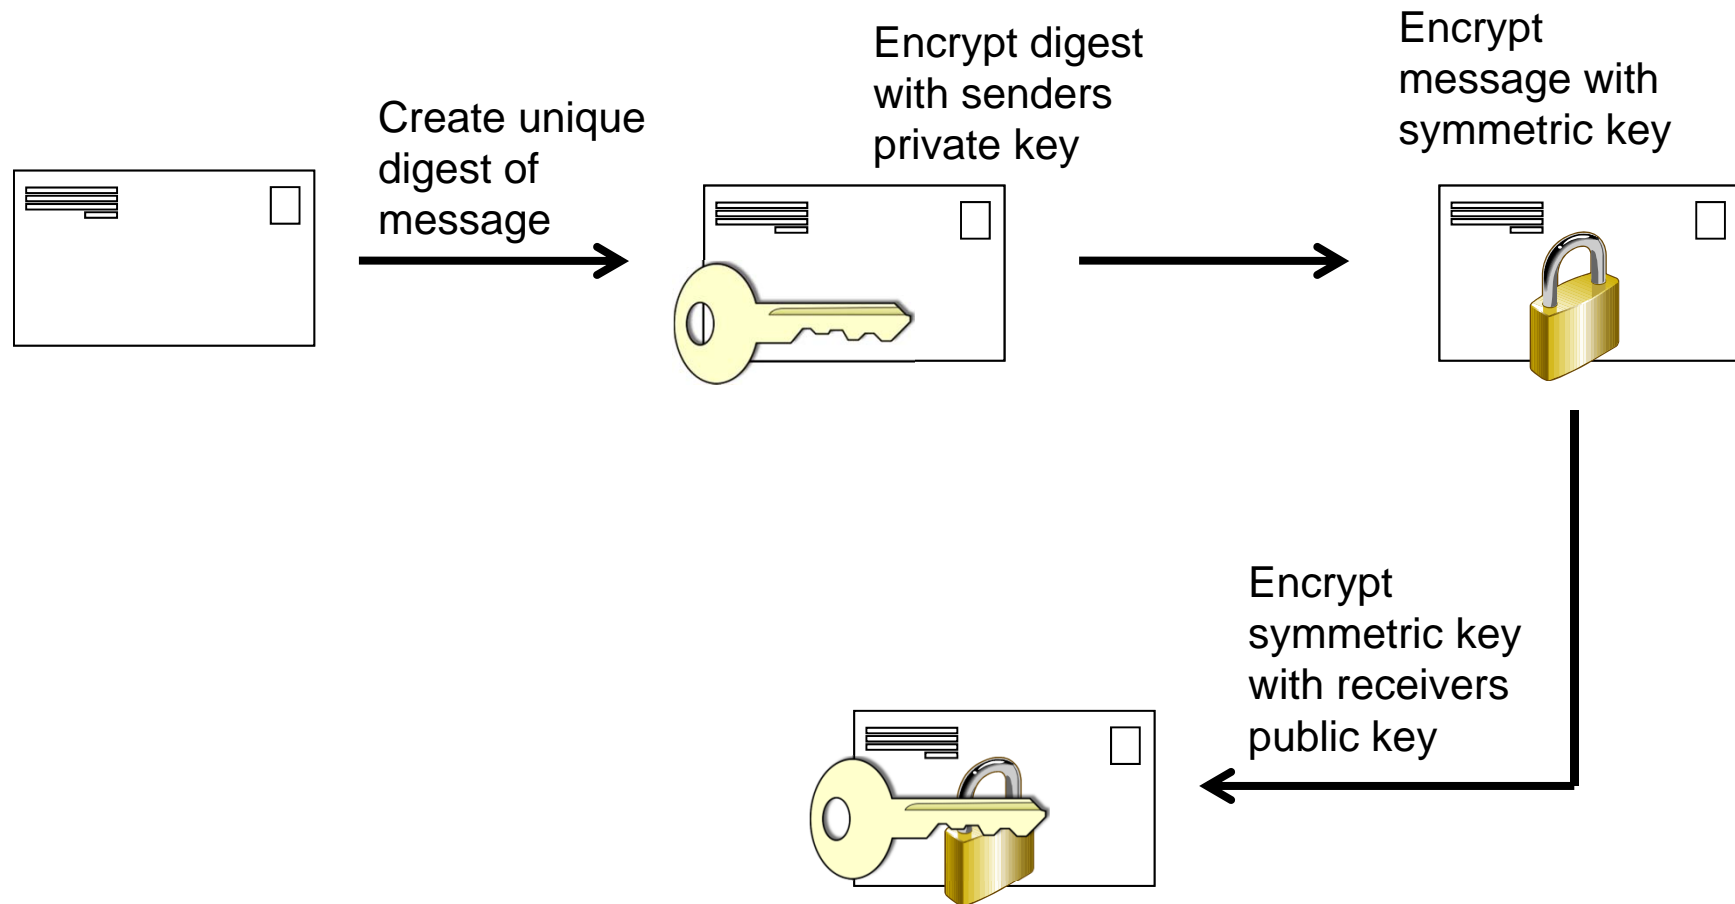 Create unique
digest of
message
Encrypt digest
with senders
private key
Encrypt
message with
symmetric key
Encrypt
symmetric key
with receivers
public key